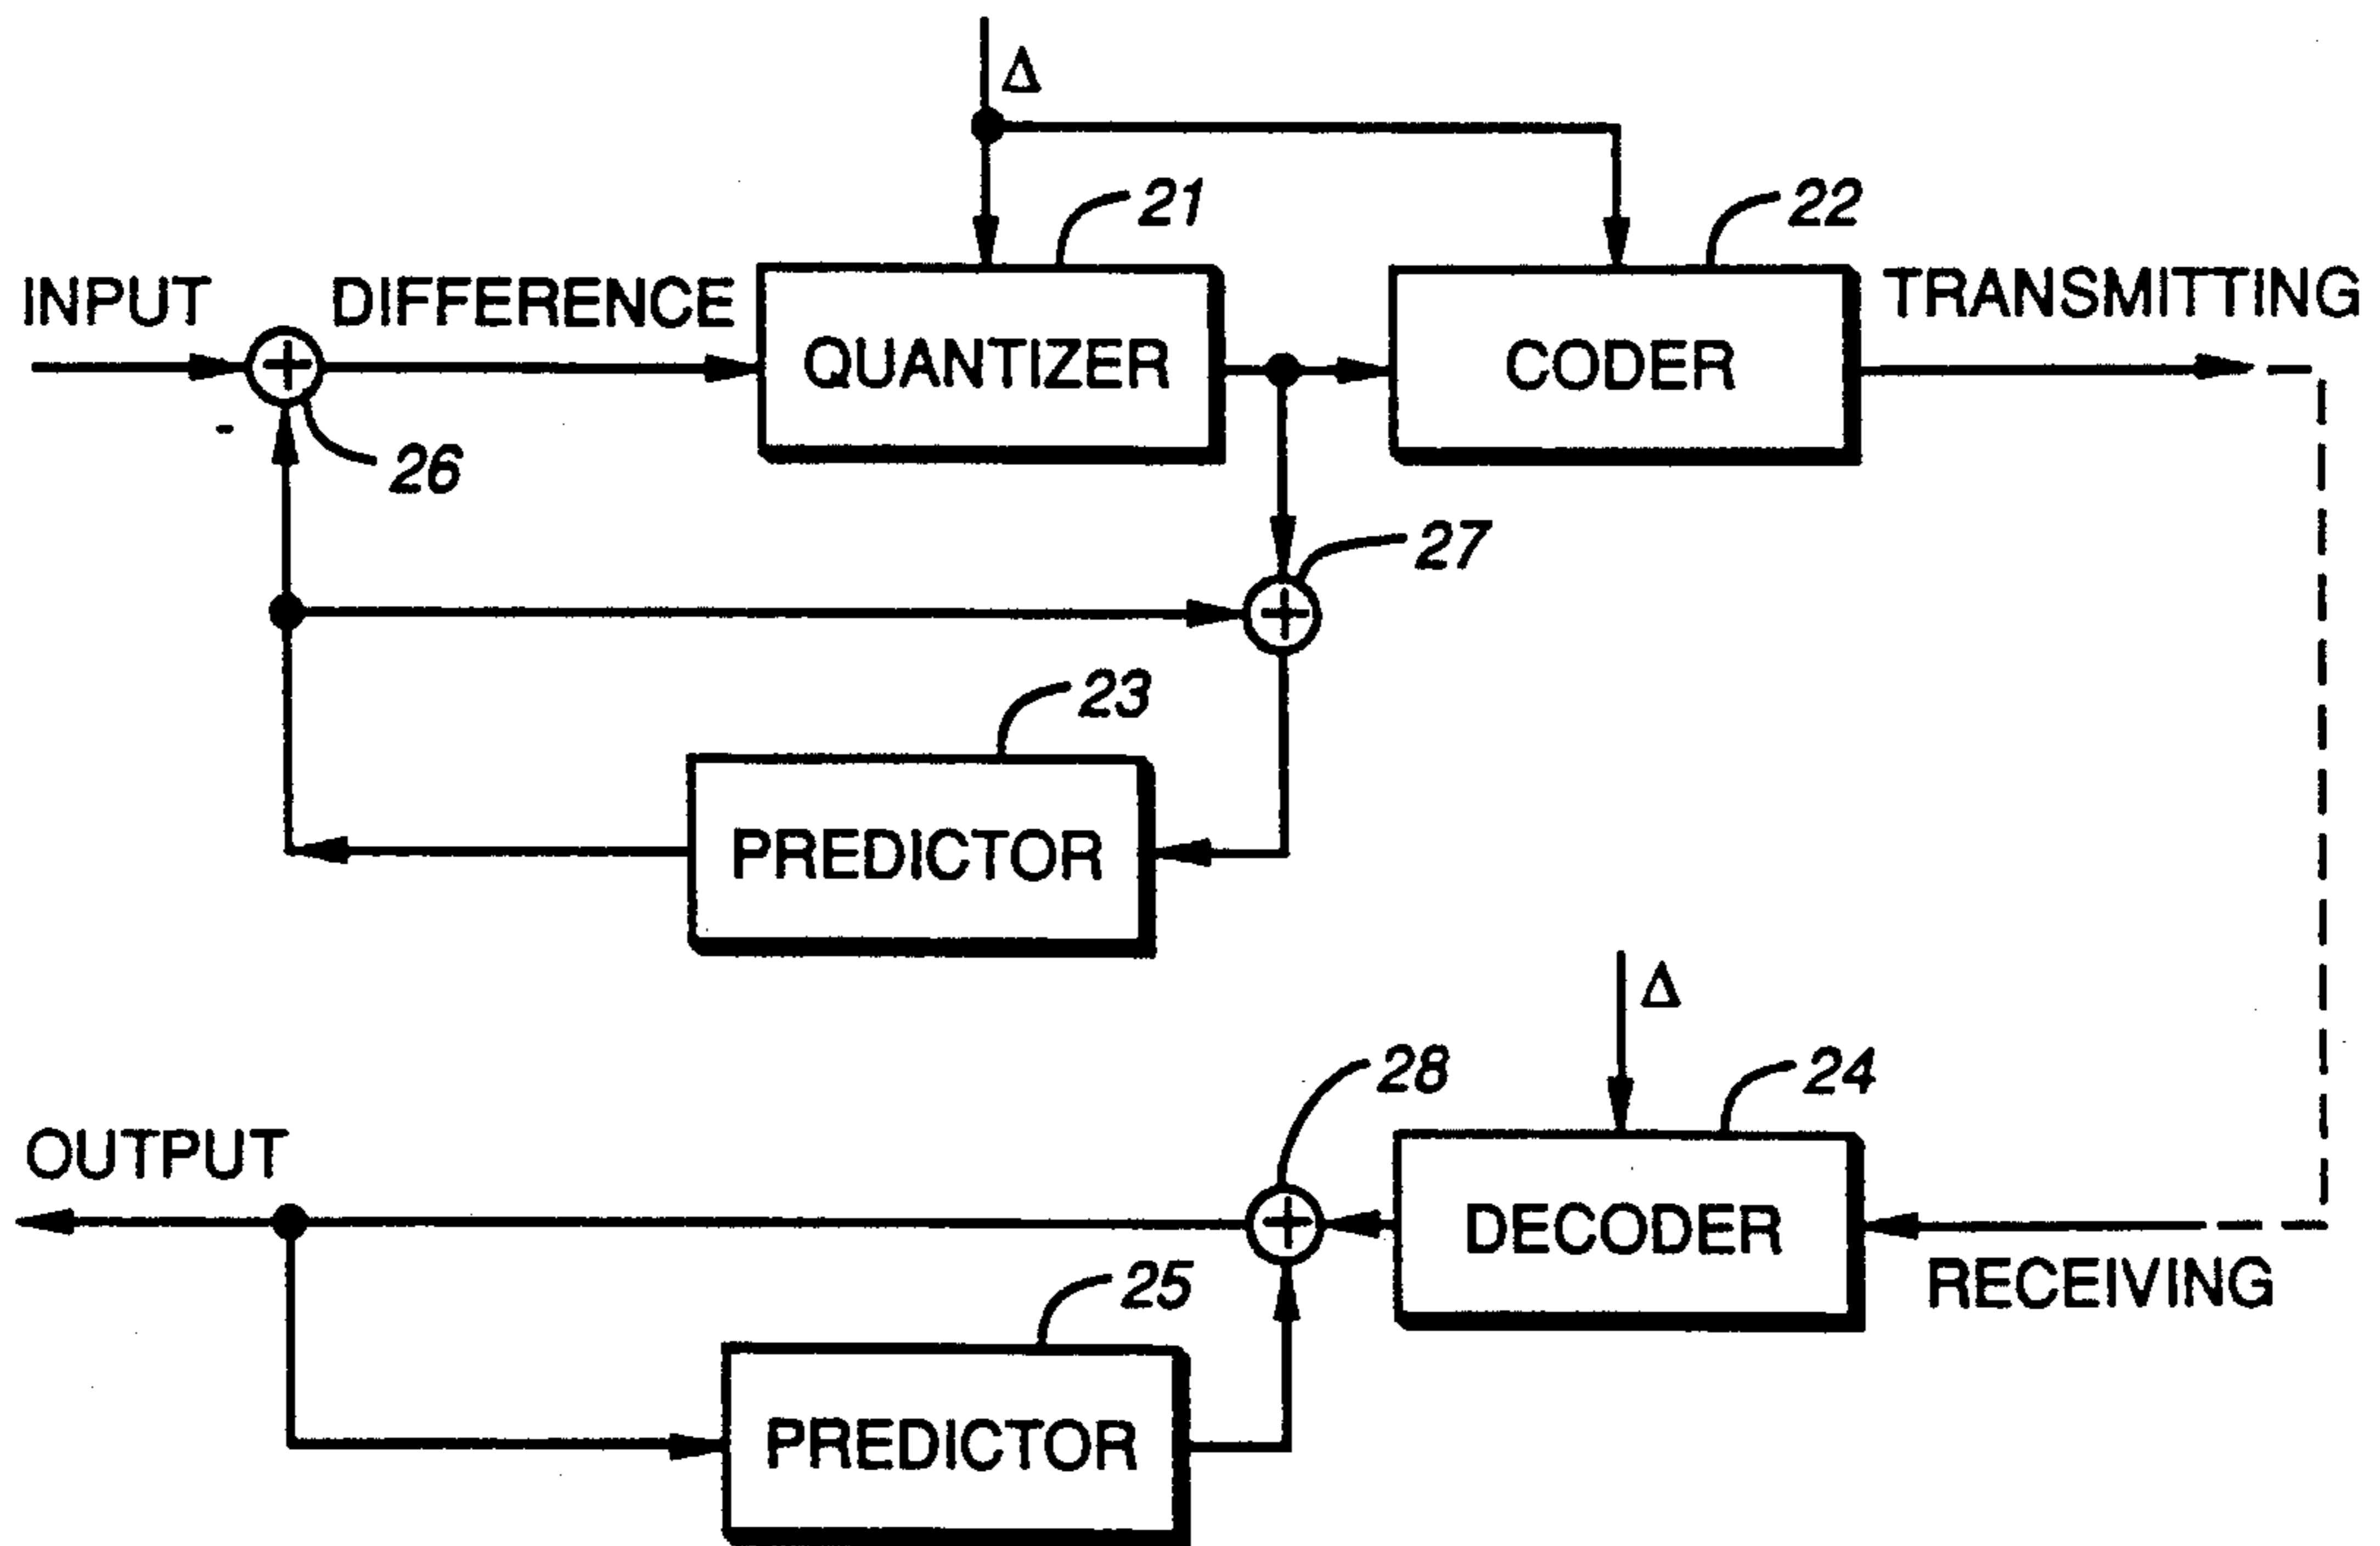 Δ
21
22
INPUT
DIFFERENCE
QUANTIZER
CODER
TRANSMITTING
+
-
26
27
+
23
PREDICTOR
Δ
28
24
OUTPUT
+
DECODER
RECEIVING
25
PREDICTOR